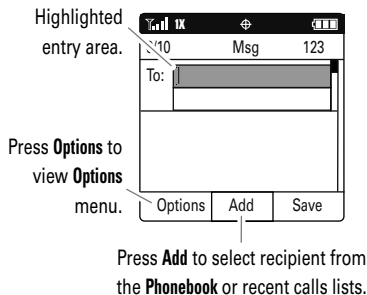 Highlighted
entry area.
1X
/10 Msg 123
To:
Press Options to
view Options
menu.
Options Add Save
Press Add to select recipient from
the Phonebook or recent calls lists.